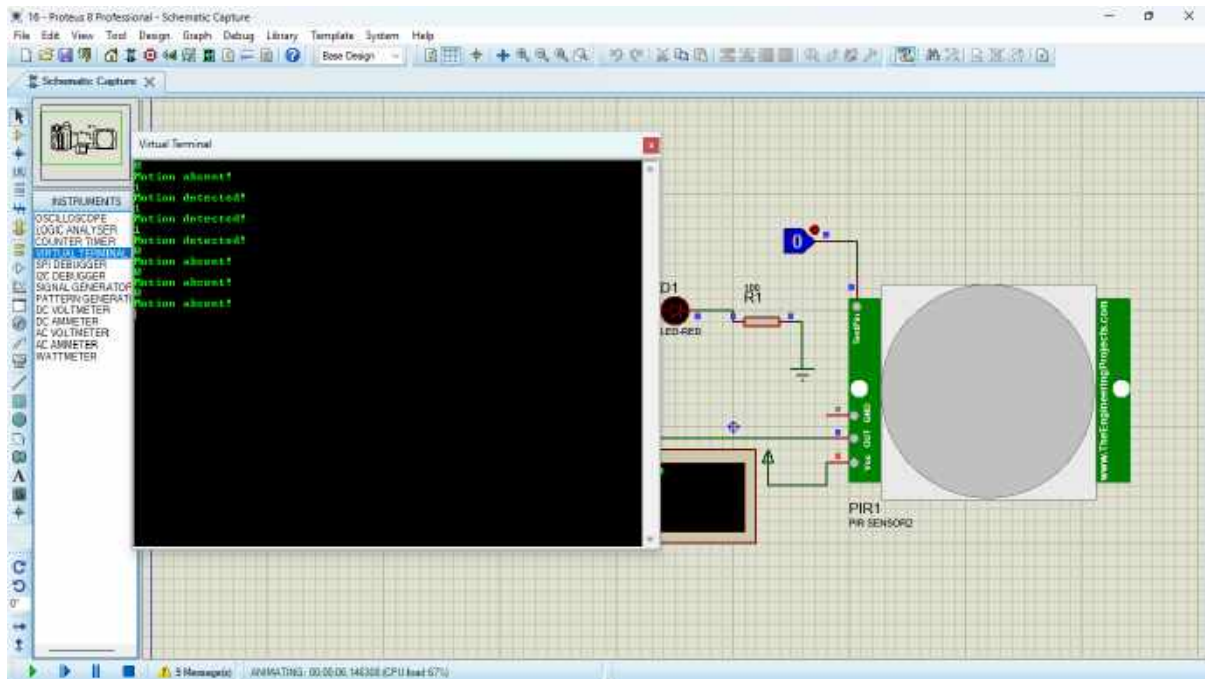 16 - Proteus 8 Professional - Schematic Capture
File Edit View Tool Design Graph Debug Library Template System Help
Base Design
Schematic Capture
Virtual Terminal
0
Motion absent!
1
Motion detected!
1
Motion detected!
1
Motion detected!
0
Motion absent!
0
Motion absent!
0
Motion absent!
INSTRUMENTS
OSCILLOSCOPE
LOGIC ANALYSER
COUNTER TIMER
VIRTUAL TERMINAL
SPI DEBUGGER
I2C DEBUGGER
SIGNAL GENERATOR
PATTERN GENERATO
DC VOLTMETER
DC AMMETER
AC VOLTMETER
AC AMMETER
WATTMETER
0
D1
LED-RED
100
R1
TestPin
GND
OUT
Vcc
www.TheEngineeringProjects.com
PIR1
PIR SENSOR2
0°
5 Message(s)
ANIMATING: 00:00:06.148308 (CPU load 67%)